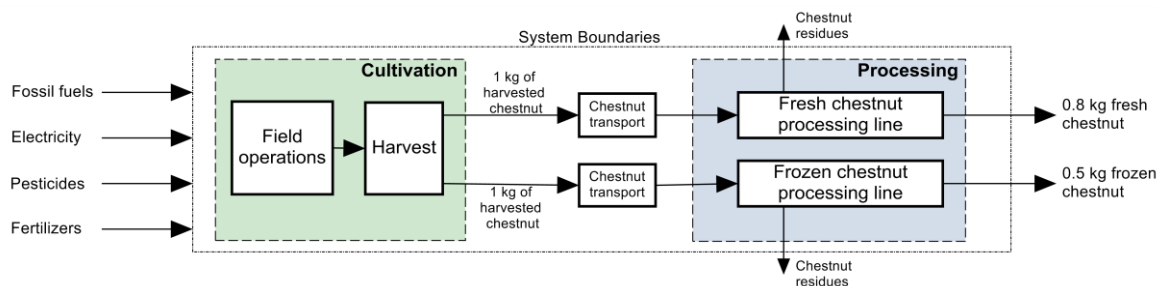 Chestnut
residues
System Boundaries
Cultivation
Processing
Fossil fuels
Electricity
Pesticides
Fertilizers
Field
operations
Harvest
1 kg of
harvested
chestnut
Chestnut
transport
Fresh chestnut
processing line
0.8 kg fresh
chestnut
1 kg of
harvested
chestnut
Chestnut
transport
Frozen chestnut
processing line
0.5 kg frozen
chestnut
Chestnut
residues